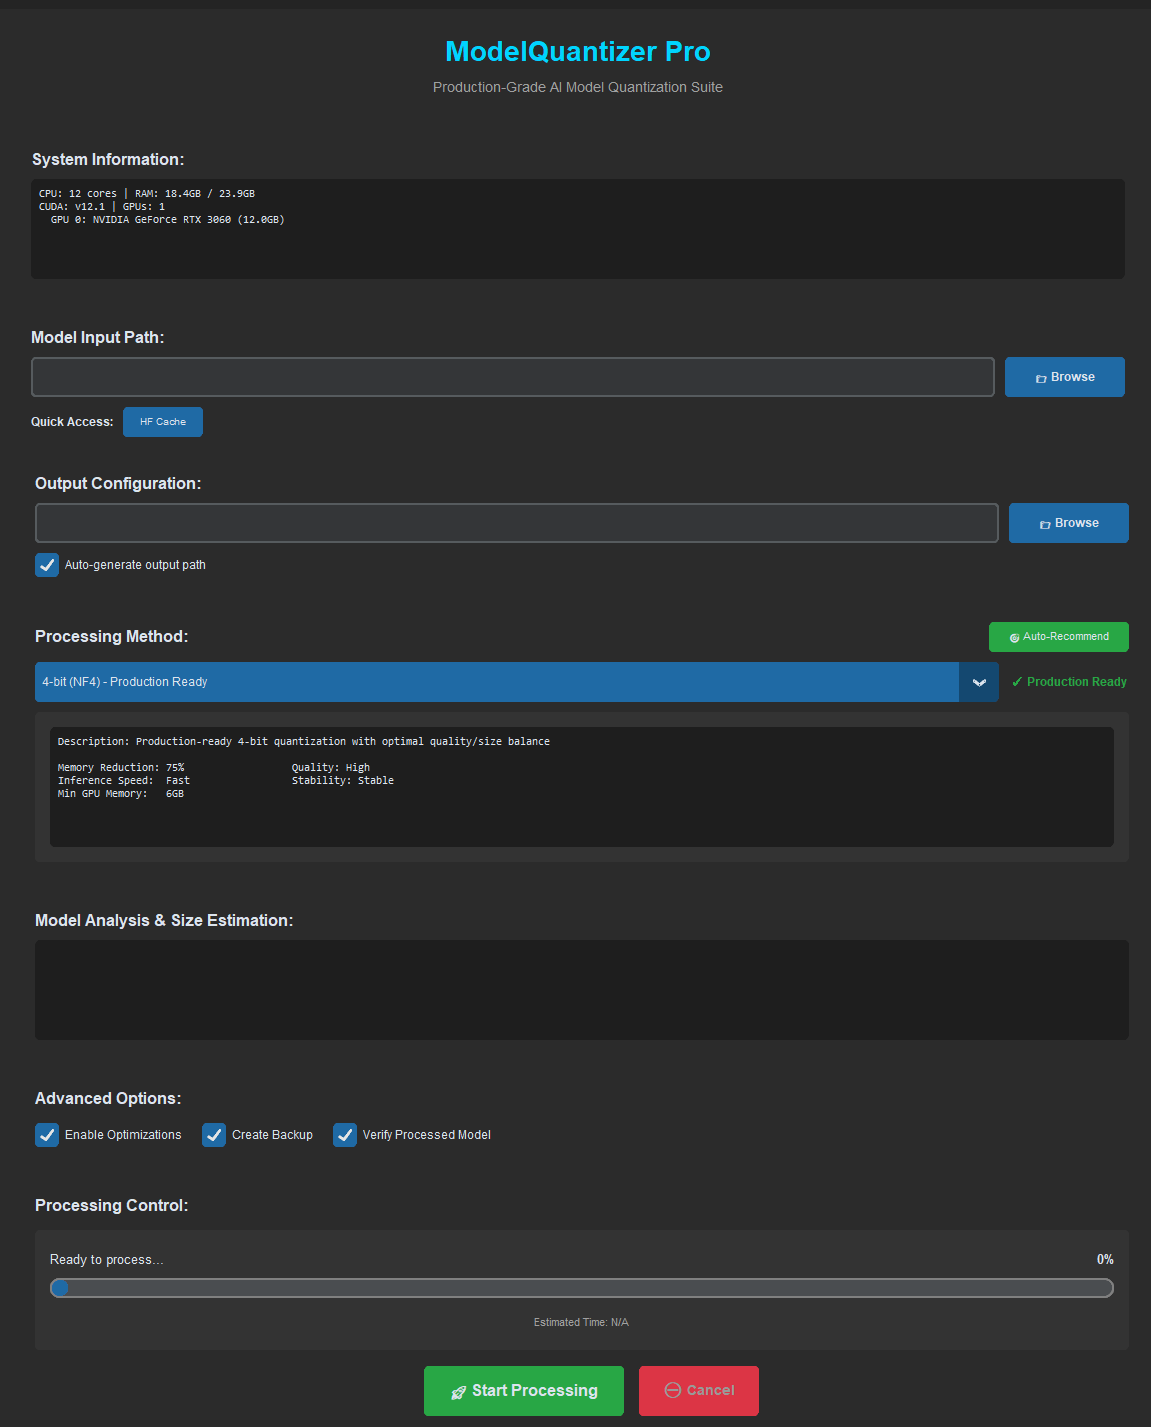 ModelQuantizer Pro
Production-Grade AI Model Quantization Suite
System Information:
CPU: 12 cores | RAM: 18.4GB / 23.9GB
CUDA: v12.1 | GPUs: 1
GPU 0: NVIDIA GeForce RTX 3060 (12.0GB)
Model Input Path:
Browse
Quick Access: HF Cache
Output Configuration:
Browse
Auto-generate output path
Processing Method: Auto-Recommend
4-bit (NF4) - Production Ready ✓ Production Ready
Description: Production-ready 4-bit quantization with optimal quality/size balance
Memory Reduction: 75% Quality: High
Inference Speed: Fast Stability: Stable
Min GPU Memory: 6GB
Model Analysis & Size Estimation:
Advanced Options:
Enable Optimizations Create Backup Verify Processed Model
Processing Control:
Ready to process... 0%
Estimated Time: N/A
Start Processing Cancel